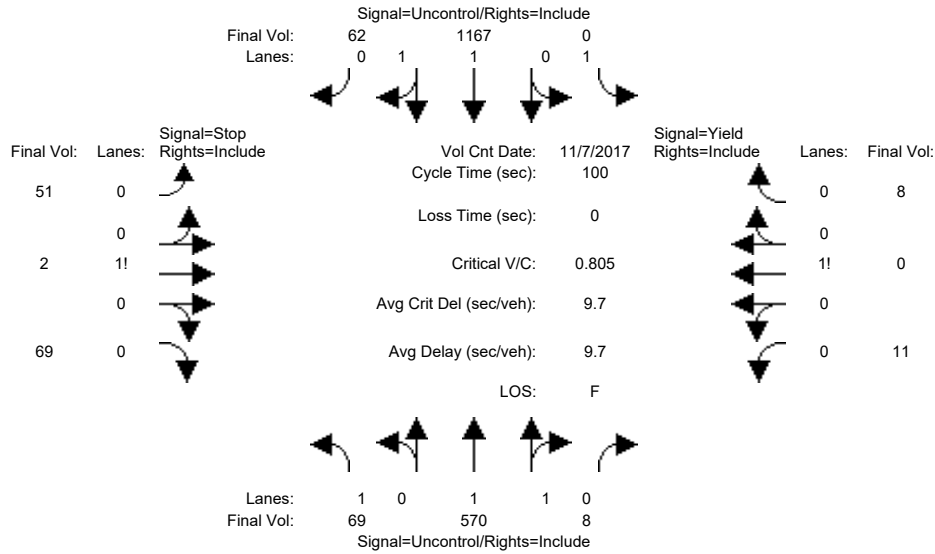 Signal=Uncontrol/Rights=Include
Final Vol: 62 1167 0
Lanes: 0 1 1 0 1
Signal=Stop Signal=Yield
Final Vol: Lanes: Rights=Include Vol Cnt Date: 11/7/2017 Rights=Include Lanes: Final Vol:
Cycle Time (sec): 100
51 0 0 8
Loss Time (sec): 0
0 0
2 1! Critical V/C: 0.805 1! 0
0 Avg Crit Del (sec/veh): 9.7 0
69 0 Avg Delay (sec/veh): 9.7 0 11
LOS: F
Lanes: 1 0 1 1 0
Final Vol: 69 570 8
Signal=Uncontrol/Rights=Include